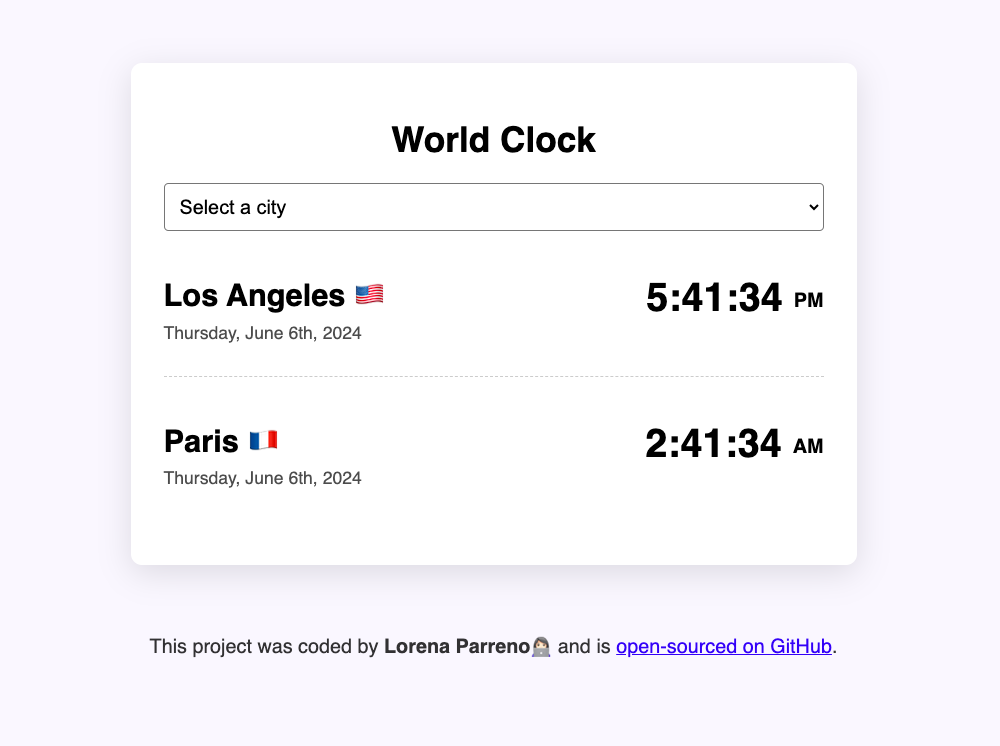 World Clock
Select a city
Los Angeles 🇺🇸 5:41:34 PM
Thursday, June 6th, 2024
Paris 🇫🇷 2:41:34 AM
Thursday, June 6th, 2024
This project was coded by Lorena Parreno👩🏻‍💻 and is open-sourced on GitHub.